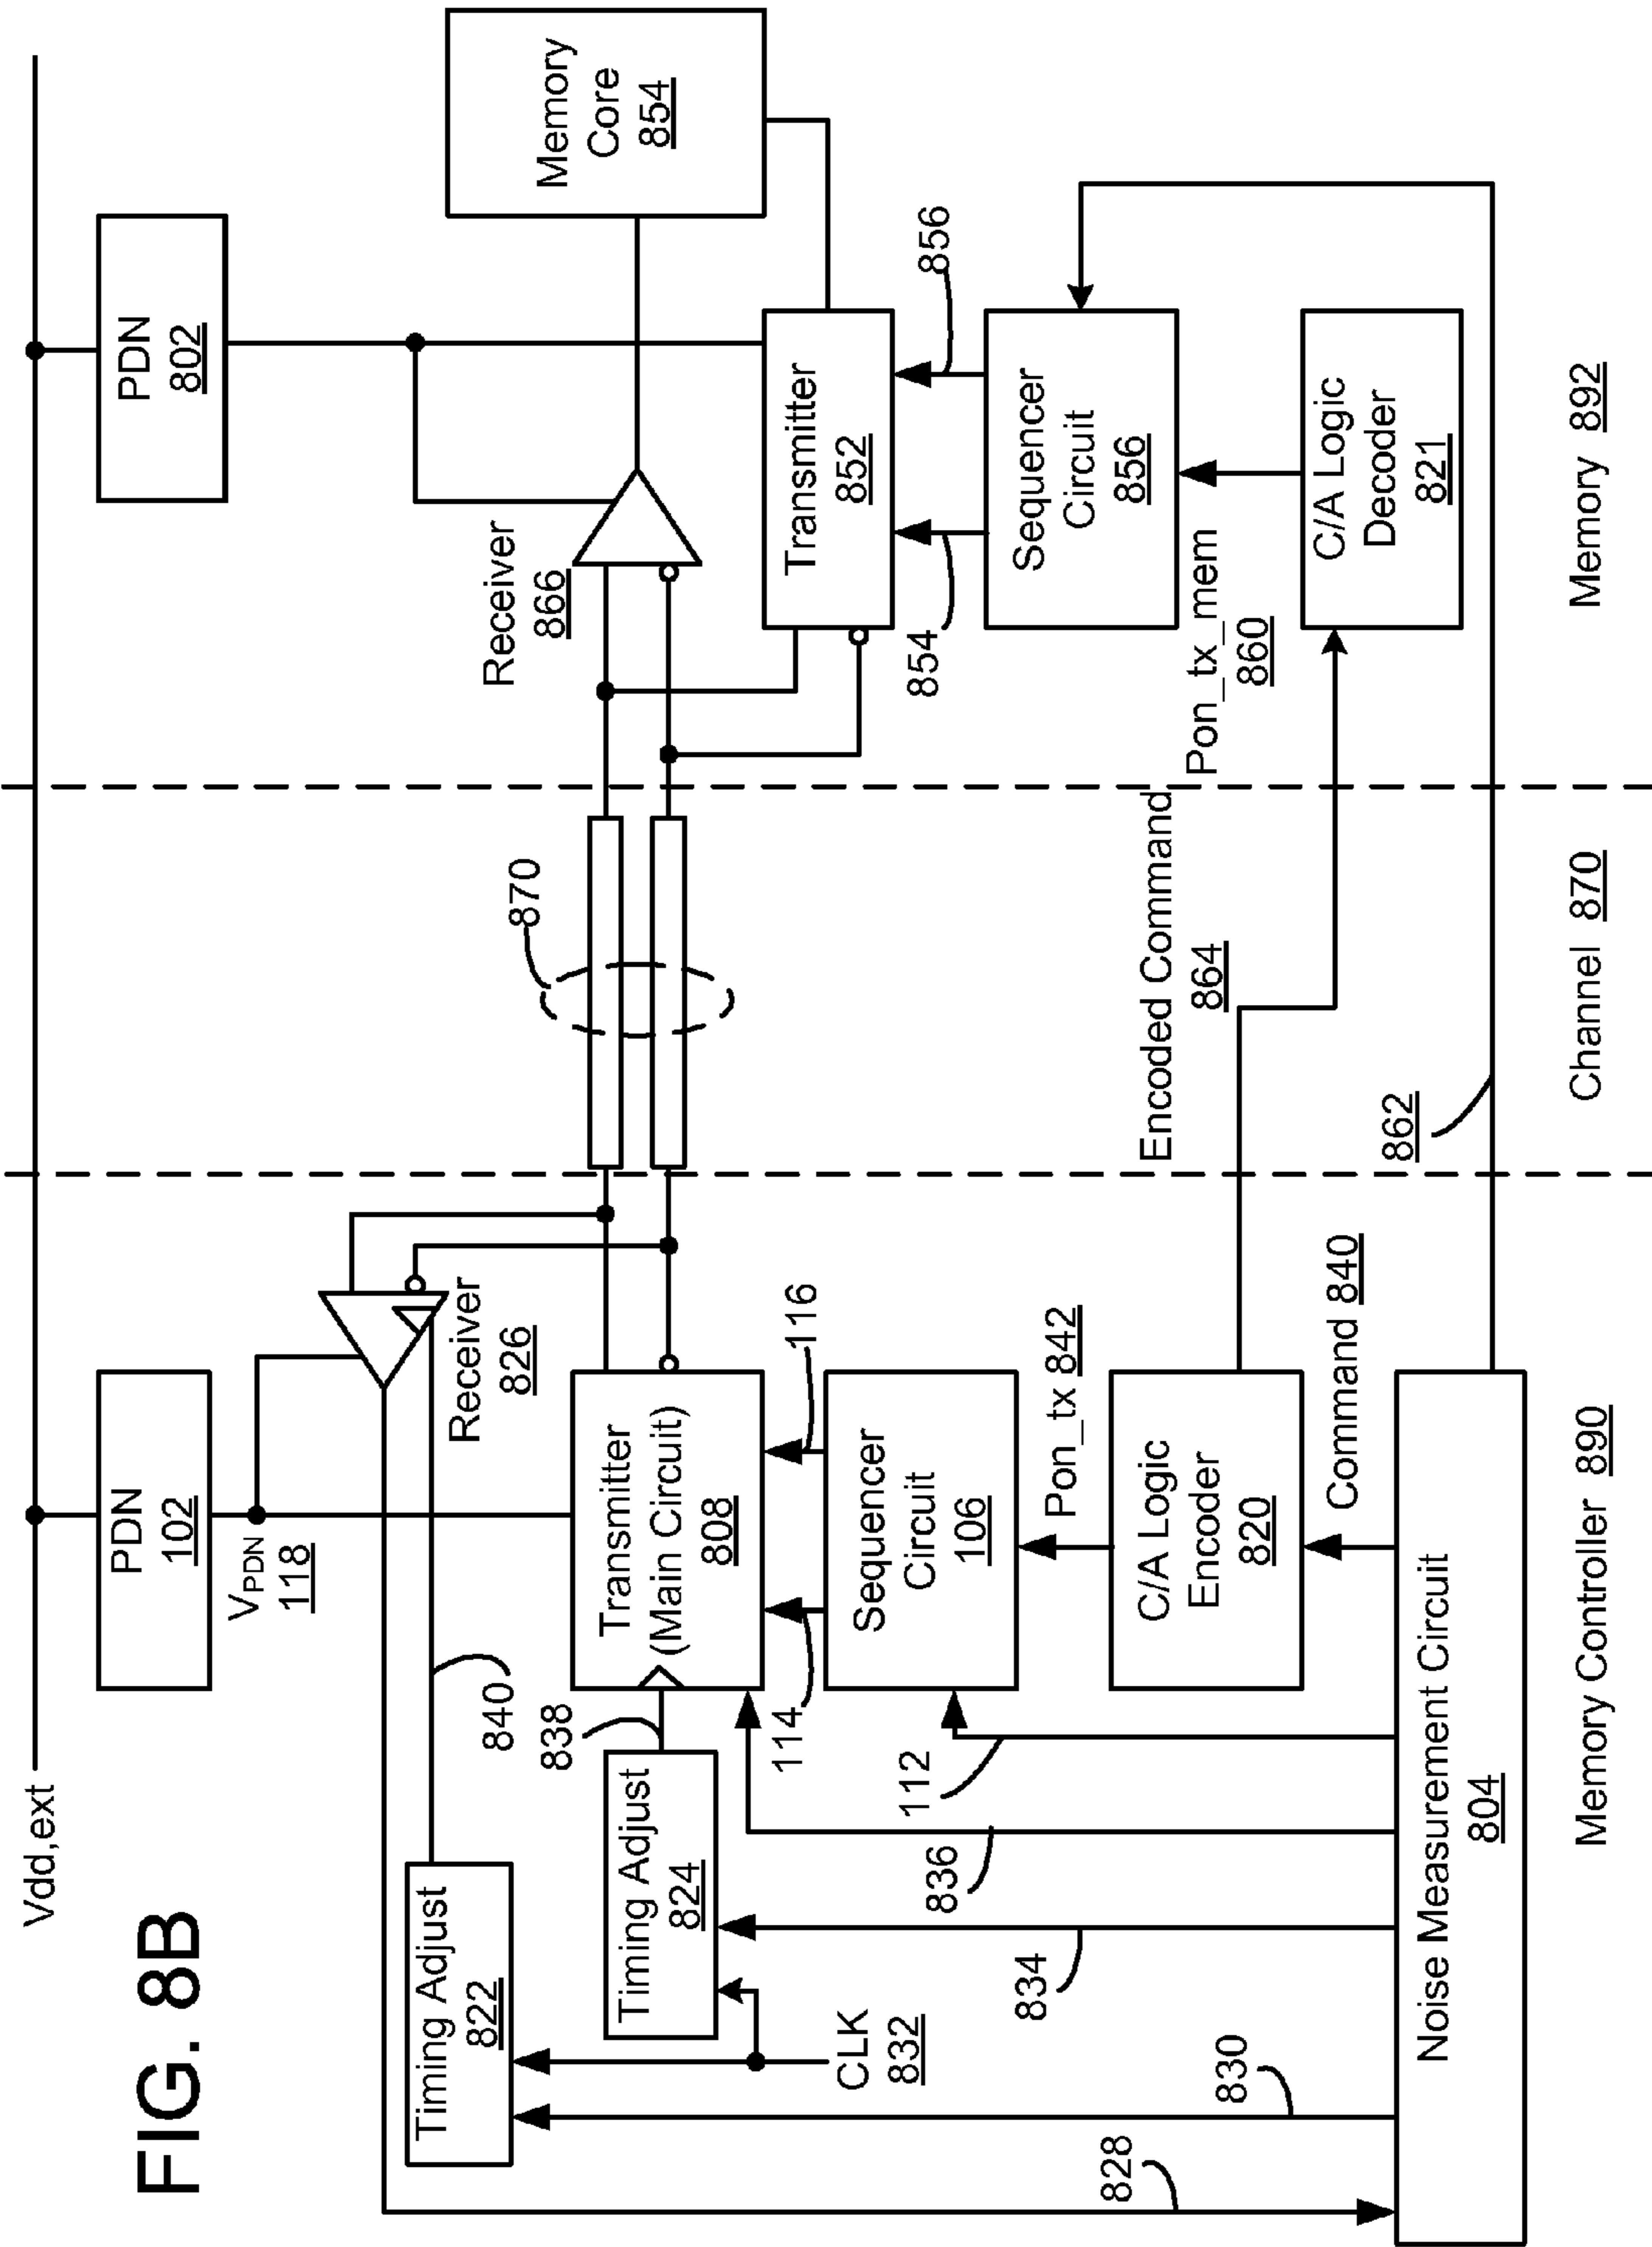 FIG. 8B
Vdd,ext
PDN
102
VPDN
118
PDN
802
Timing Adjust
822
840
Receiver
826
870
Receiver
866
Memory
Core
854
Timing Adjust
824
838
Transmitter
(Main Circuit)
808
Transmitter
852
CLK
832
114
116
854
856
836
112
Sequencer
Circuit
106
Sequencer
Circuit
856
834
Pon_tx 842
Encoded Command
864
Pon_tx_mem
860
C/A Logic
Encoder
820
C/A Logic
Decoder
821
828
830
Command 840
862
Noise Measurement Circuit
804
Memory Controller 890
Channel 870
Memory 892